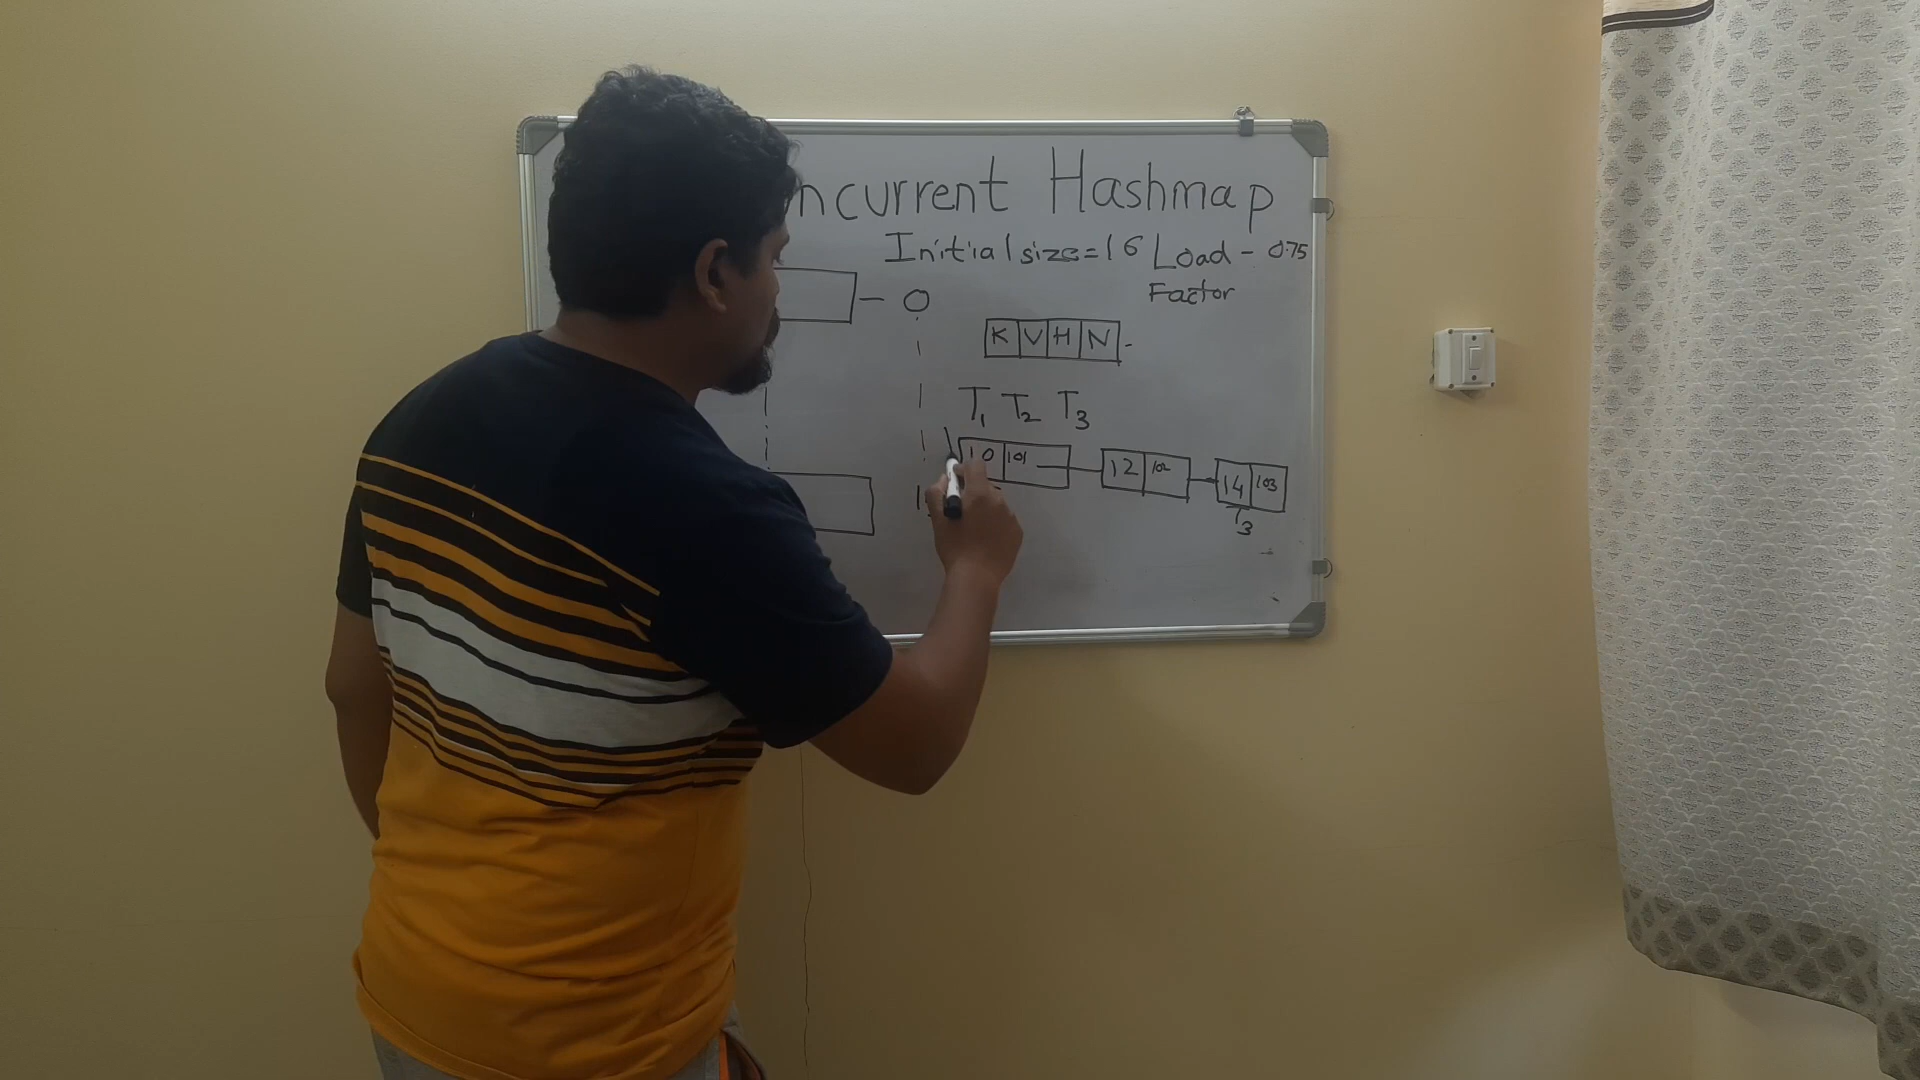 ncurrent Hashmap
Initial size = 16 Load - 0.75
Factor
0
K V H N
T1 T2 T3
10 101 12 102 14 103
T3